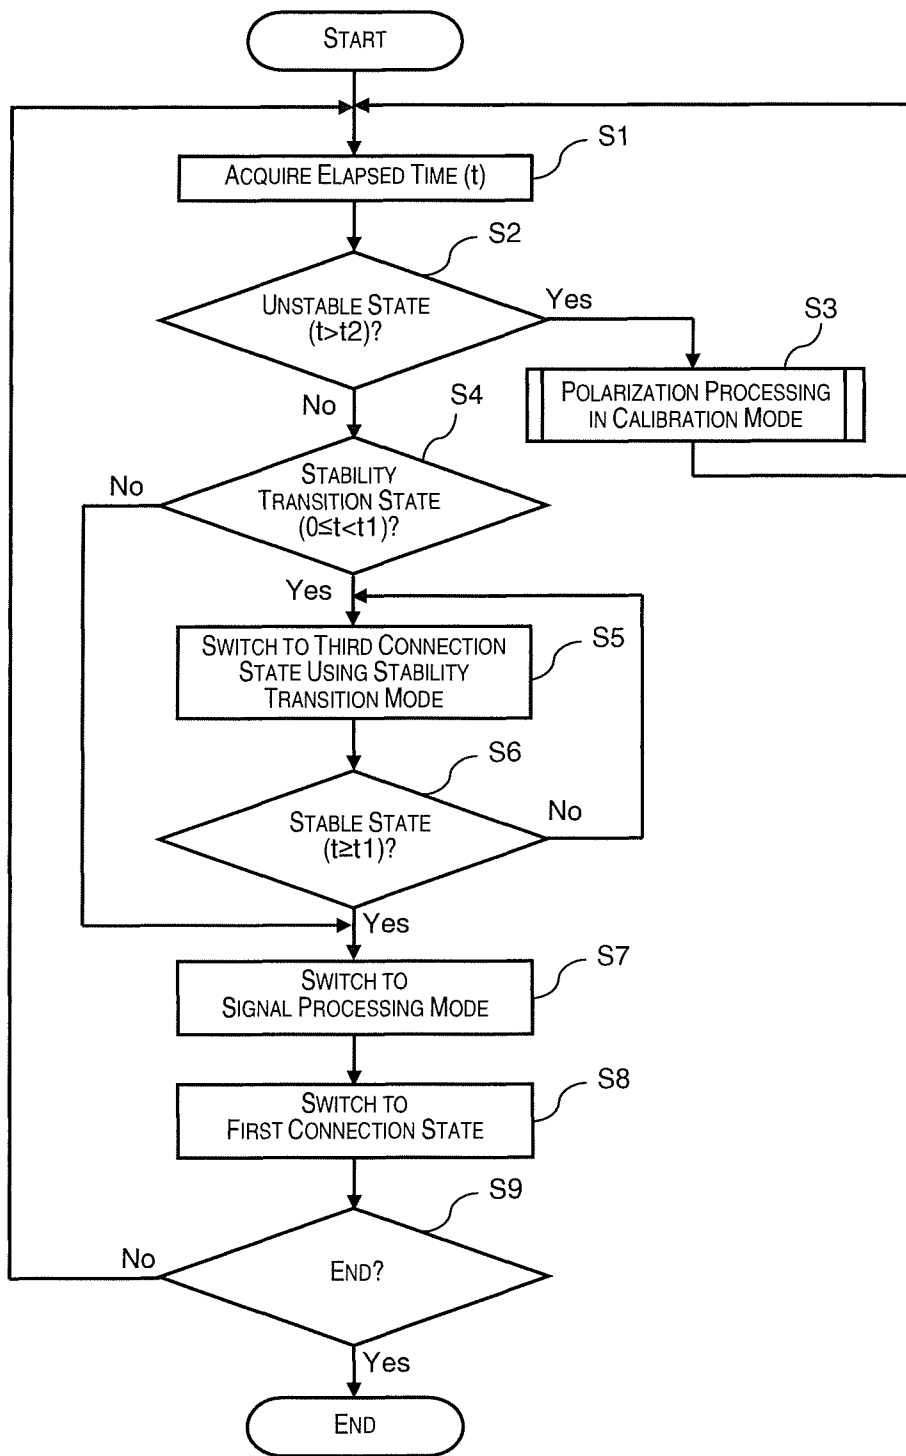 START
S1
ACQUIRE ELAPSED TIME (t)
S2
UNSTABLE STATE
(t>t2)?
Yes
No
S3
POLARIZATION PROCESSING
IN CALIBRATION MODE
S4
STABILITY
TRANSITION STATE
(0≤t<t1)?
No
Yes
S5
SWITCH TO THIRD CONNECTION
STATE USING STABILITY
TRANSITION MODE
S6
STABLE STATE
(t≥t1)?
No
Yes
S7
SWITCH TO
SIGNAL PROCESSING MODE
S8
SWITCH TO
FIRST CONNECTION STATE
S9
END?
No
Yes
END